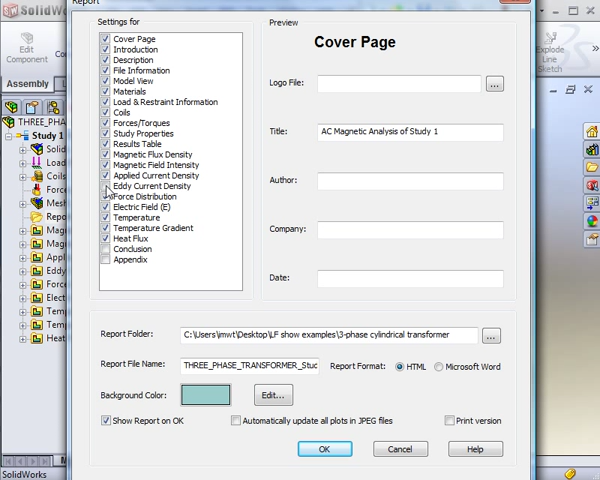 SolidW
Report
Edit
Component
Co
Explode
Line
Sketch
Assembly
L
THREE_PHA
Study 1
Solid
Load
Coils
Force
Mesh
Repo
Magn
Magn
Appl
Eddy
Force
Elect
Temp
Temp
Heat
Settings for
Cover Page
Introduction
Description
File Information
Model View
Materials
Load & Restraint Information
Coils
Forces/Torques
Study Properties
Results Table
Magnetic Flux Density
Magnetic Field Intensity
Applied Current Density
Eddy Current Density
Force Distribution
Electric Field (E)
Temperature
Temperature Gradient
Heat Flux
Conclusion
Appendix
Preview
Cover Page
Logo File:
...
Title: AC Magnetic Analysis of Study 1
Author:
Company:
Date:
Report Folder: C:\Users\mwt\Desktop\LF show examples\3-phase cylindrical transformer ...
Report File Name: THREE_PHASE_TRANSFORMER_Stuc Report Format: HTML Microsoft Word
Background Color: Edit...
Show Report on OK Automatically update all plots in JPEG files Print version
OK Cancel Help
M
SolidWorks